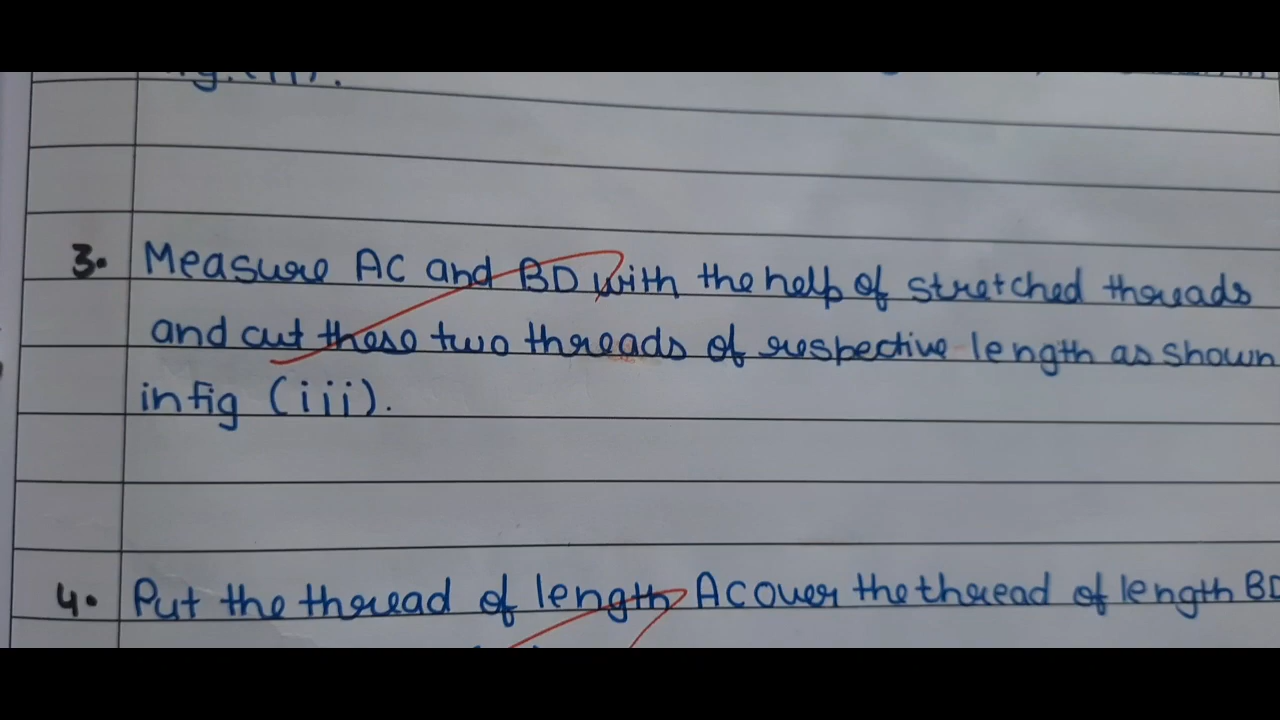 3. Measure AC and BD with the help of stretched threads
and cut these two threads of respective length as shown
in fig (iii).
4. Put the thread of length AC over the thread of length BD